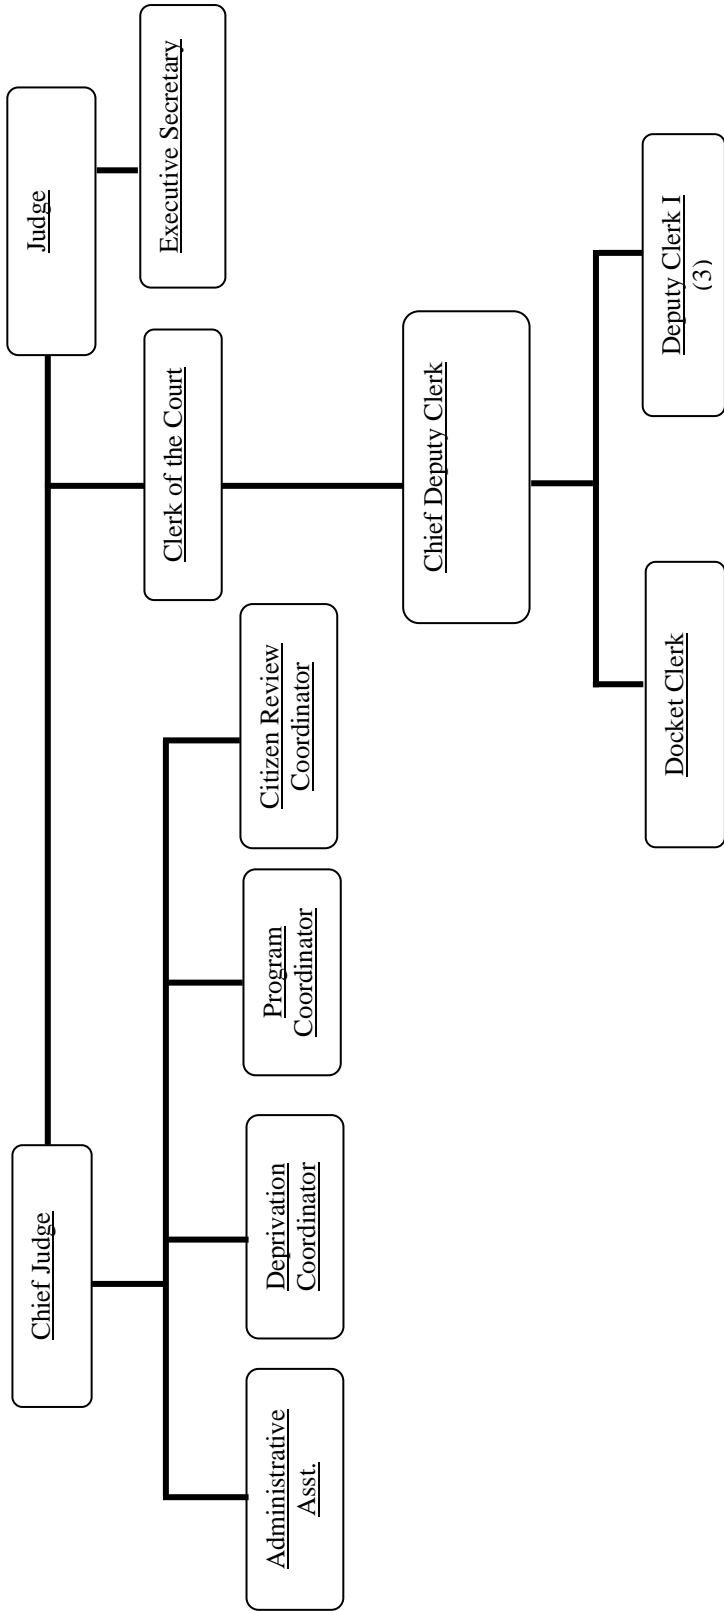 Chief Judge
Judge
Executive Secretary
Clerk of the Court
Administrative
Asst.
Deprivation
Coordinator
Program
Coordinator
Citizen Review
Coordinator
Chief Deputy Clerk
Docket Clerk
Deputy Clerk I
(3)